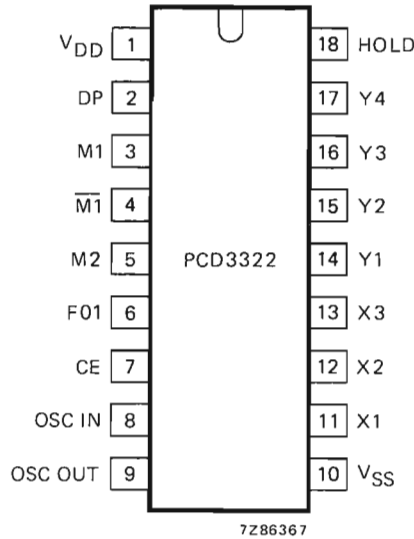 VDD 1 18 HOLD
DP 2 17 Y4
M1 3 16 Y3
M̅1̅ 4 15 Y2
M2 5 PCD3322 14 Y1
F01 6 13 X3
CE 7 12 X2
OSC IN 8 11 X1
OSC OUT 9 10 VSS
7Z86367